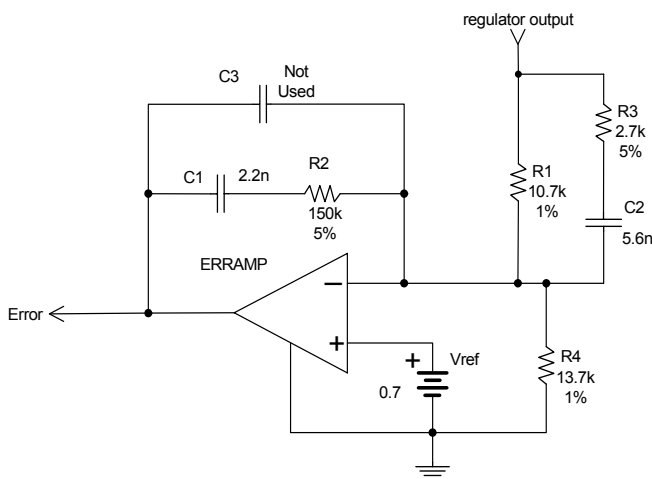 regulator output
C3
Not
Used
R3
2.7k
5%
C1
2.2n
R2
150k
5%
R1
10.7k
1%
C2
5.6n
ERRAMP
−
+
Error
+
Vref
0.7
R4
13.7k
1%